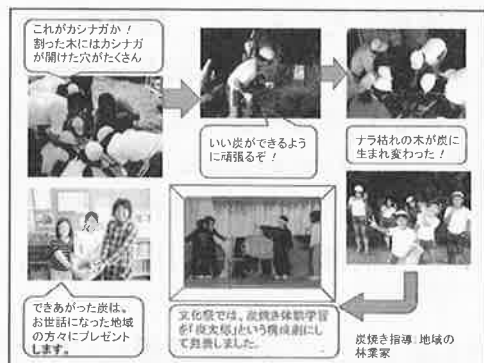 これがカシナガか！
割った木にはカシナガ
が開けた穴がたくさん
いい炭ができるよう
に頑張るぞ！
ナラ枯れの木が炭に
生まれ変わった！
できあがった炭は、
お世話になった地域
の方々にプレゼント
します。
文化祭では、炭焼き体験学習
を「炭太郎」という構成劇にし
て発表しました。
炭焼き指導：地域の
林業家